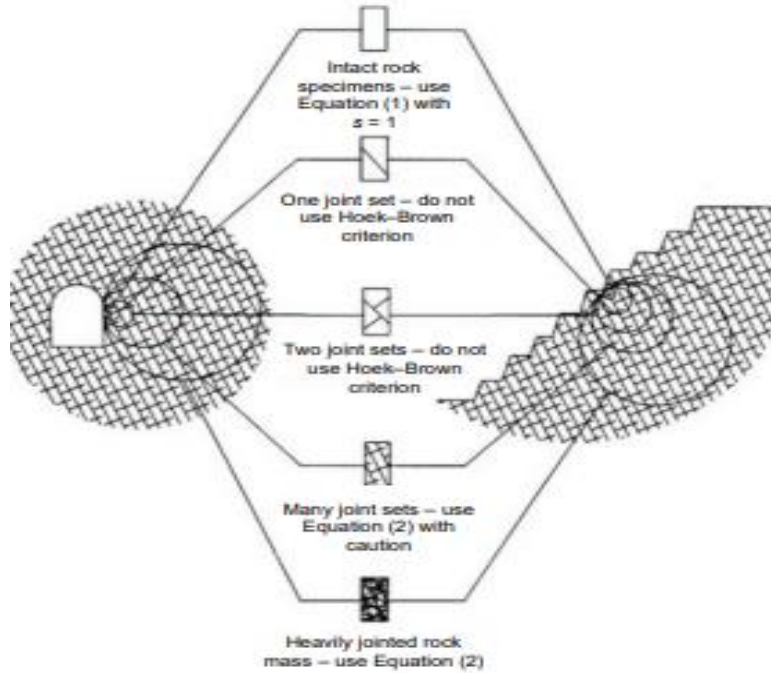 Intact rock
specimens – use
Equation (1) with
s = 1
One joint set – do not
use Hoek–Brown
criterion
Two joint sets – do not
use Hoek–Brown
criterion
Many joint sets – use
Equation (2) with
caution
Heavily jointed rock
mass – use Equation (2)